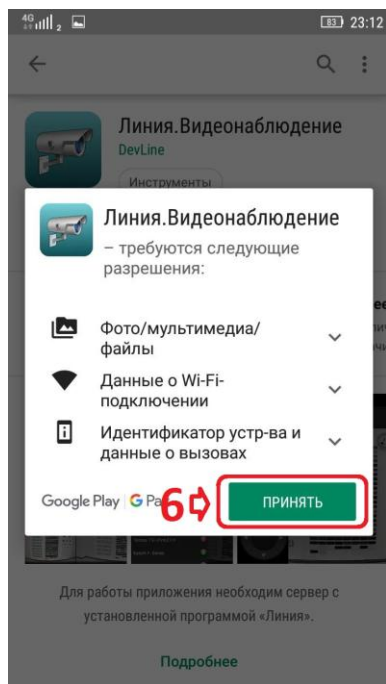 4G 2 83 23:12
Линия.Видеонаблюдение
DevLine
Инструменты
Линия.Видеонаблюдение
– требуются следующие
разрешения:
Фото/мультимедиа/
файлы
Данные о Wi-Fi-
подключении
Идентификатор устр-ва и
данные о вызовах
Google Play G Pa 6 ПРИНЯТЬ
Для работы приложения необходим сервер с
установленной программой «Линия».
Подробнее